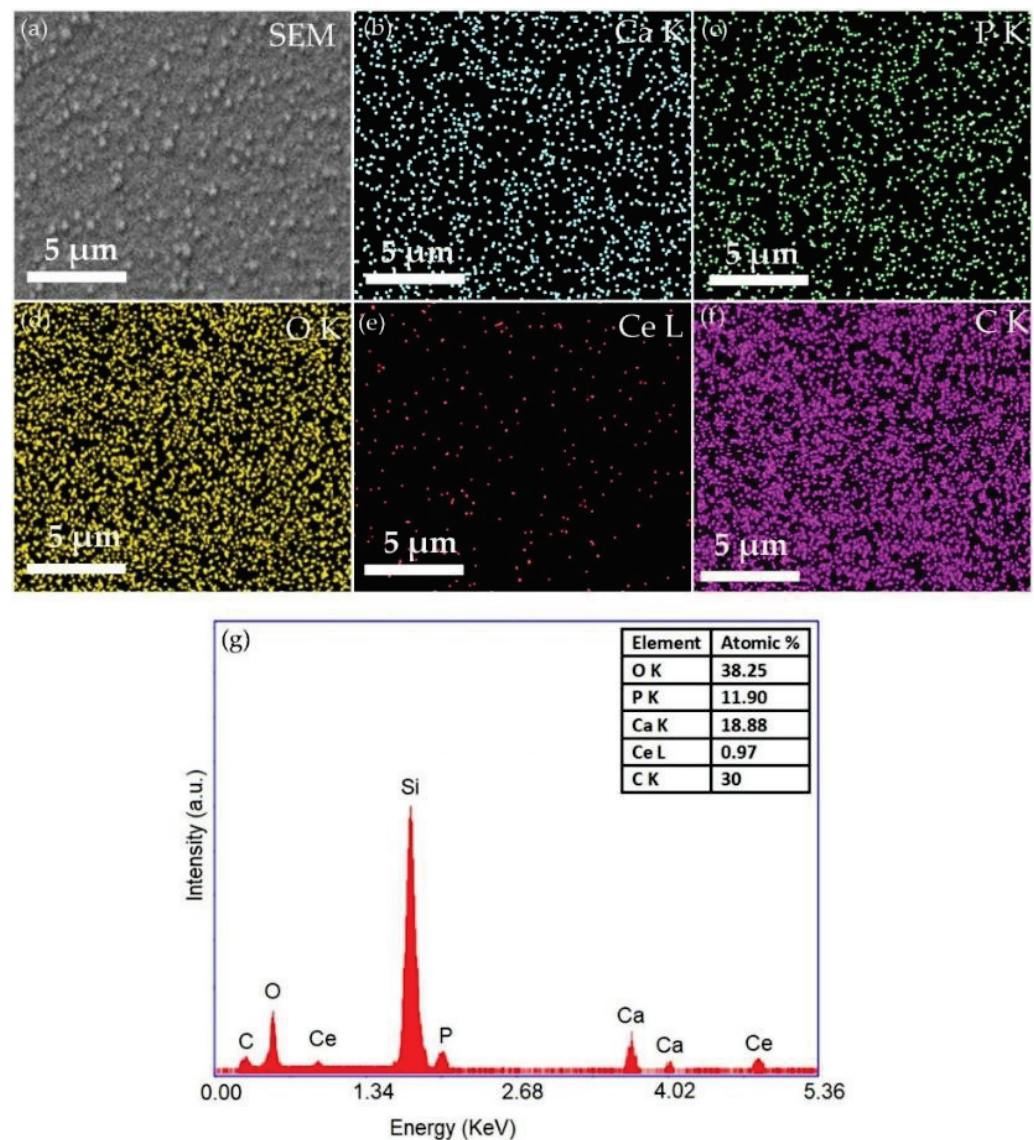 (a) SEM
5 µm
(b) Ca K
5 µm
(c) P K
5 µm
(d) O K
5 µm
(e) Ce L
5 µm
(f) C K
5 µm
(g)
Element Atomic %
O K 38.25
P K 11.90
Ca K 18.88
Ce L 0.97
C K 30
Intensity (a.u.)
Si
O
C
Ce
P
Ca
Ca
Ce
0.00 1.34 2.68 4.02 5.36
Energy (KeV)